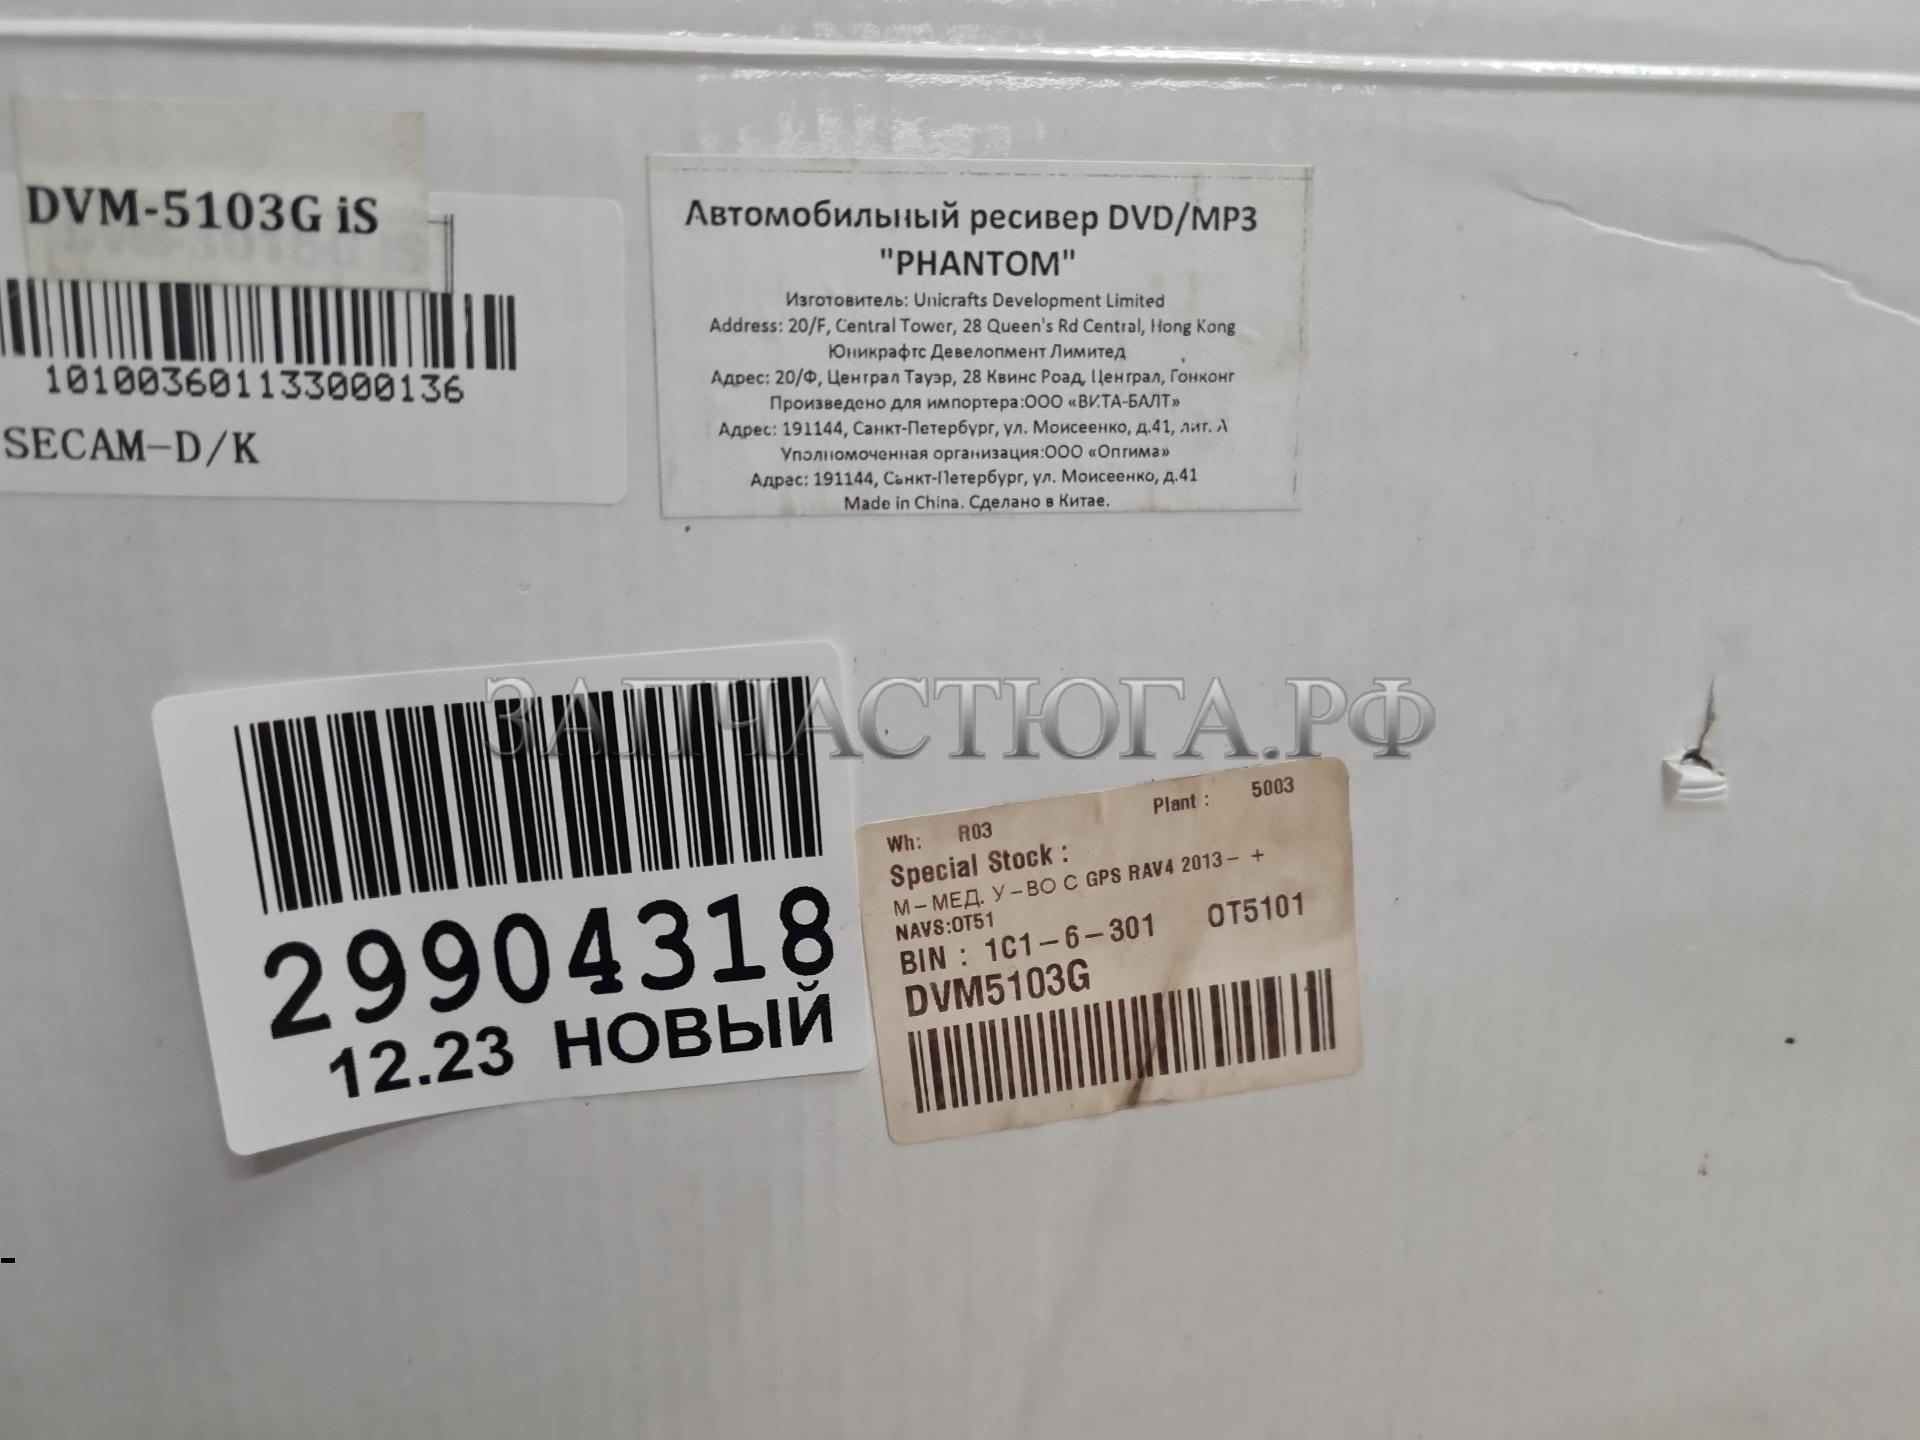 DVM-5103G iS
101003601133000136
SECAM-D/K
Автомобильный ресивер DVD/MP3
"PHANTOM"
Изготовитель: Unicrafts Development Limited
Address: 20/F, Central Tower, 28 Queen's Rd Central, Hong Kong
Юникрафтс Девелопмент Лимитед
Адрес: 20/Ф, Централ Тауэр, 28 Квинс Роад, Централ, Гонконг
Произведено для импортера:ООО «ВИТА-БАЛТ»
Адрес: 191144, Санкт-Петербург, ул. Моисеенко, д.41, лит. А
Уполномоченная организация:ООО «Оптима»
Адрес: 191144, Санкт-Петербург, ул. Моисеенко, д.41
Made in China. Сделано в Китае.
ЗАПЧАСТЮГА.РФ
29904318
12.23 НОВЫЙ
Wh: R03 Plant : 5003
Special Stock :
М-МЕД. У-ВО С GPS RAV4 2013- +
NAVS:OT51
BIN : 1C1-6-301 OT5101
DVM5103G